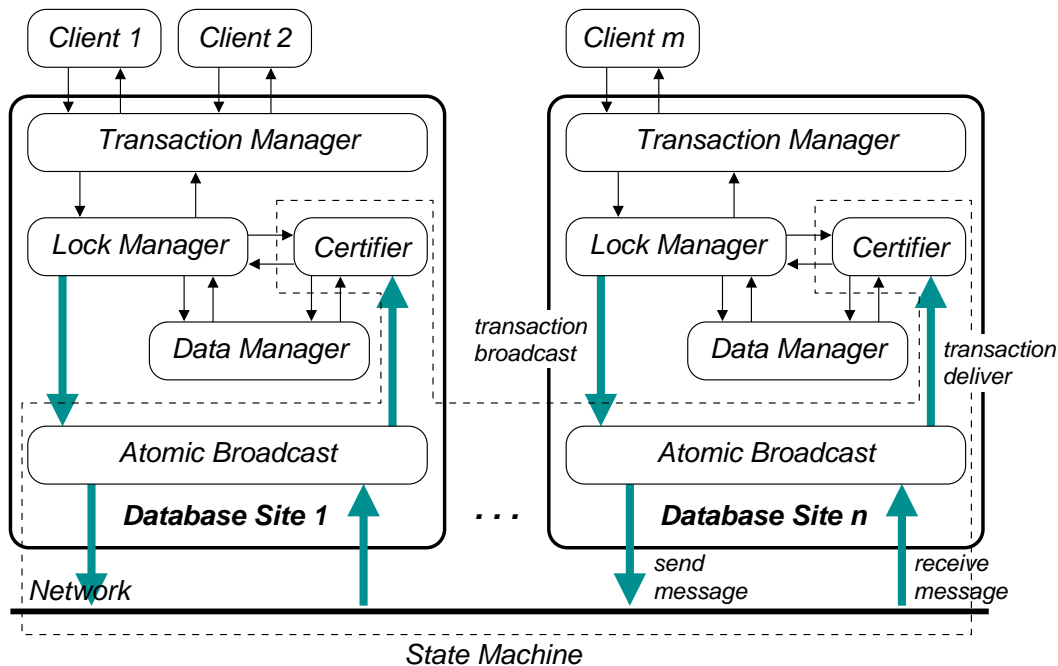 Client 1
Client 2
Client m
Transaction Manager
Transaction Manager
Lock Manager
Certifier
Lock Manager
Certifier
Data Manager
transaction
broadcast
Data Manager
transaction
deliver
Atomic Broadcast
Atomic Broadcast
Database Site 1
. . .
Database Site n
Network
send
message
receive
message
State Machine